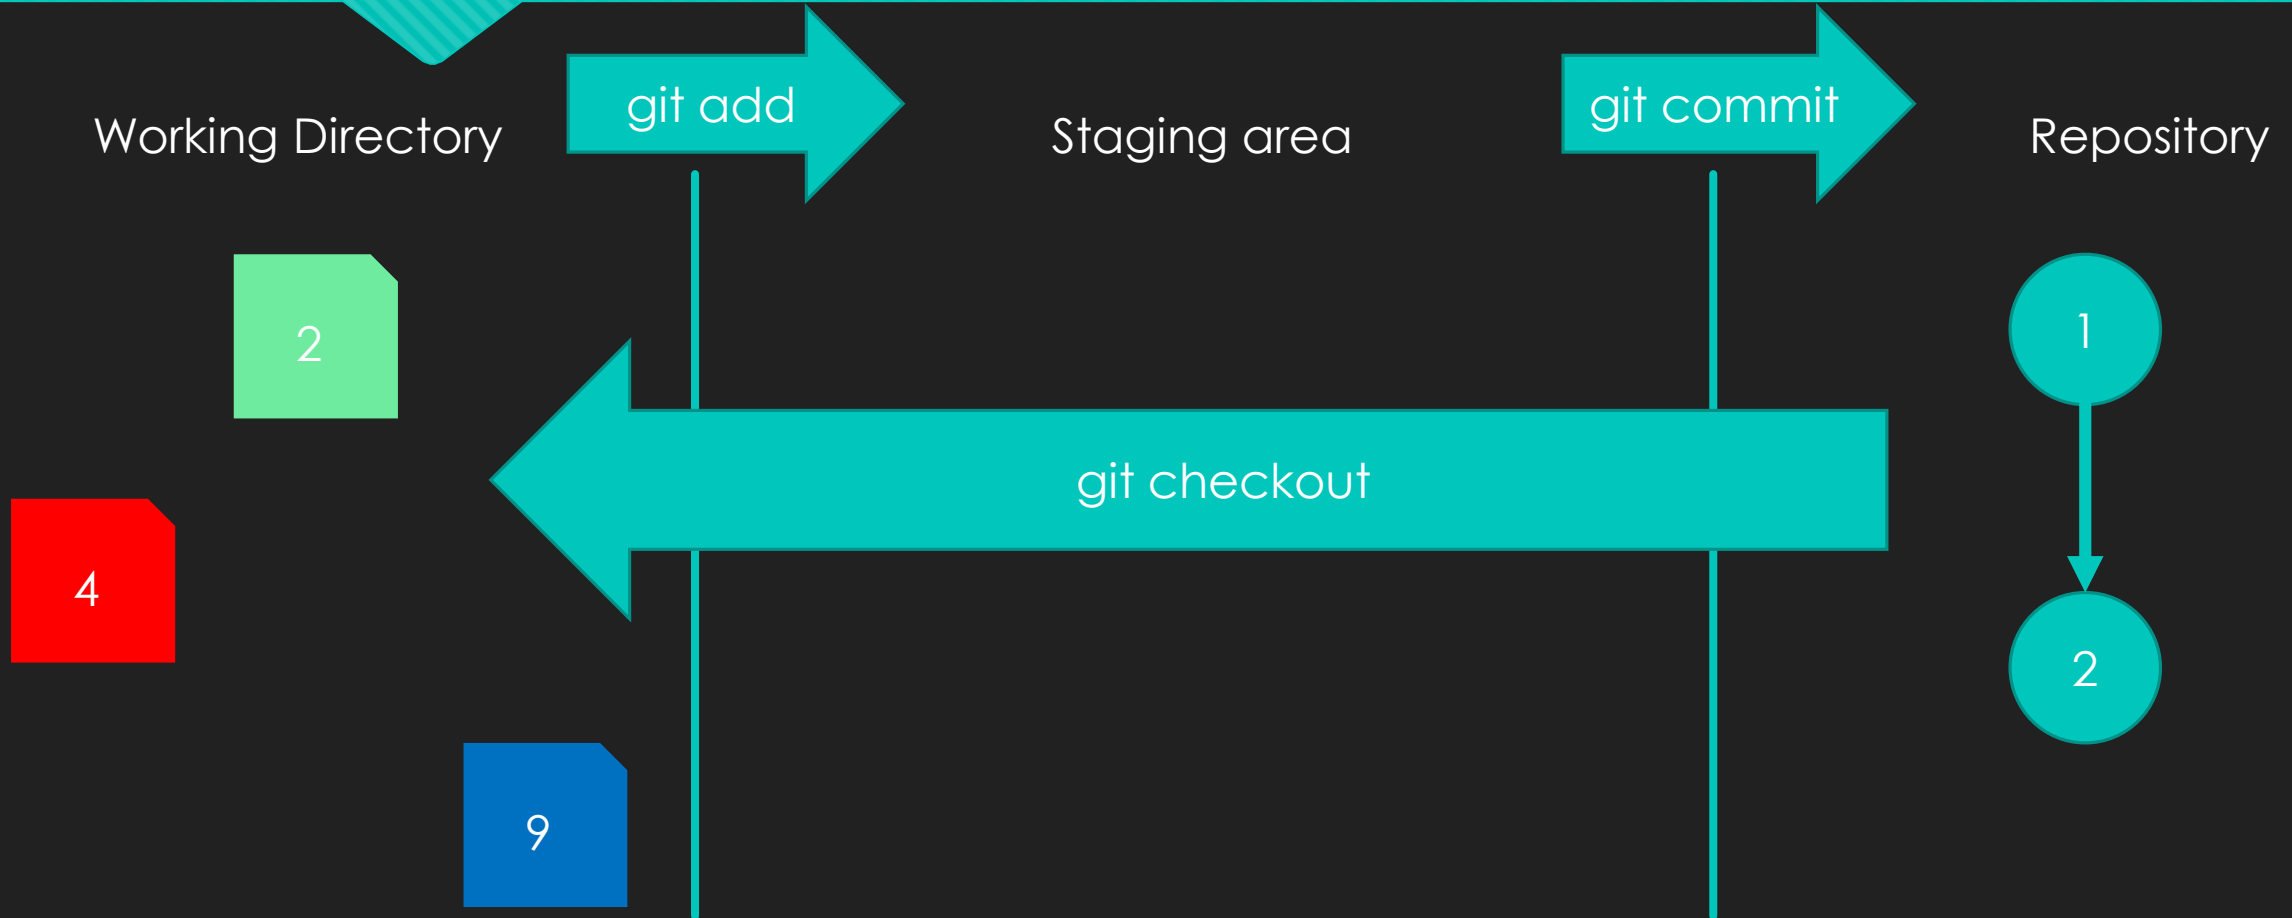 Working Directory
git add
Staging area
git commit
Repository
2
1
git checkout
4
2
9